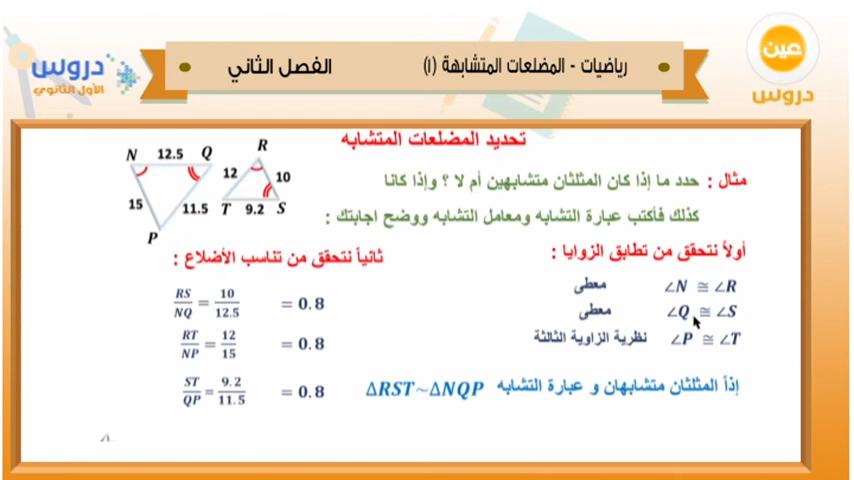 رياضيات - المضلعات المتشابهة (١)
الفصل الثاني
دروس
الأول الثانوي
عين
دروس
تحديد المضلعات المتشابه
مثال : حدد ما إذا كان المثلثان متشابهين أم لا ؟ وإذا كانا
كذلك فأكتب عبارة التشابه ومعامل التشابه ووضح اجابتك :
N 12.5 Q
15 11.5
P
R
12 10
T 9.2 S
أولاً نتحقق من تطابق الزوايا :
∠N ≅ ∠R معطى
∠Q ≅ ∠S معطى
∠P ≅ ∠T نظرية الزاوية الثالثة
ثانياً نتحقق من تناسب الأضلاع :
RS/NQ = 10/12.5 = 0.8
RT/NP = 12/15 = 0.8
ST/QP = 9.2/11.5 = 0.8
إذاً المثلثان متشابهان و عبارة التشابه ΔRST~ΔNQP